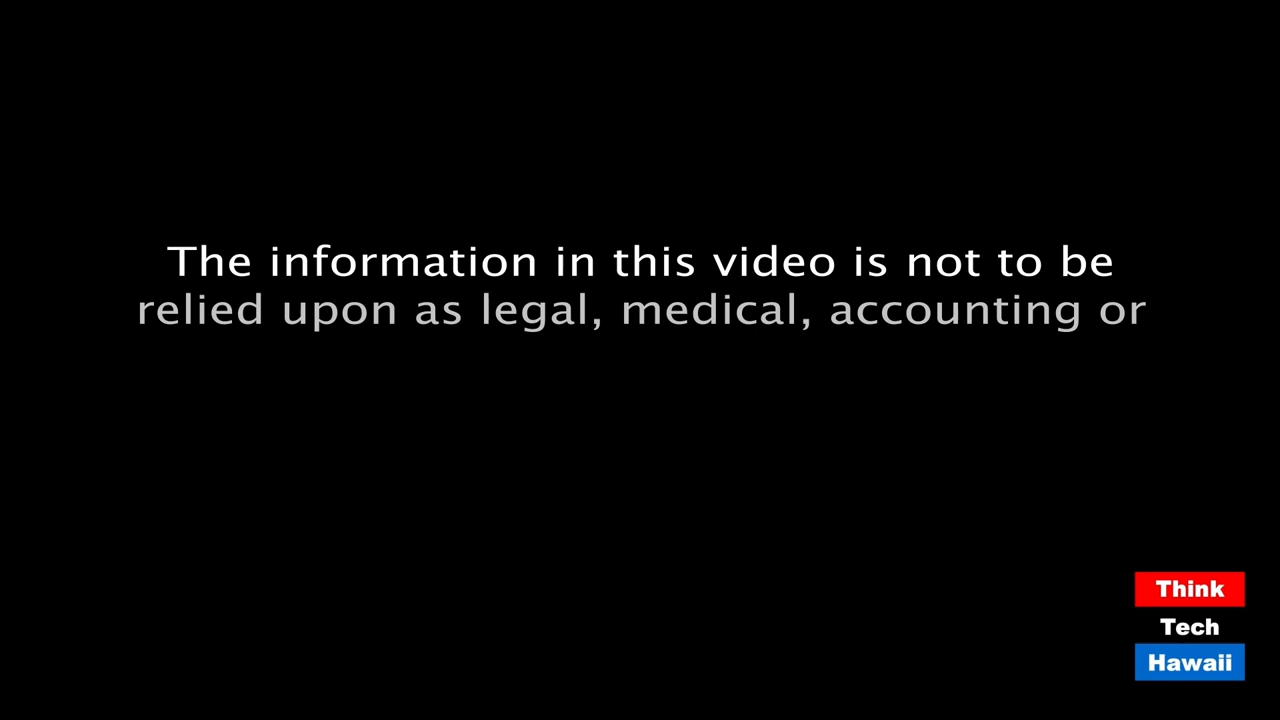 The information in this video is not to be
relied upon as legal, medical, accounting or
Think
Tech
Hawaii